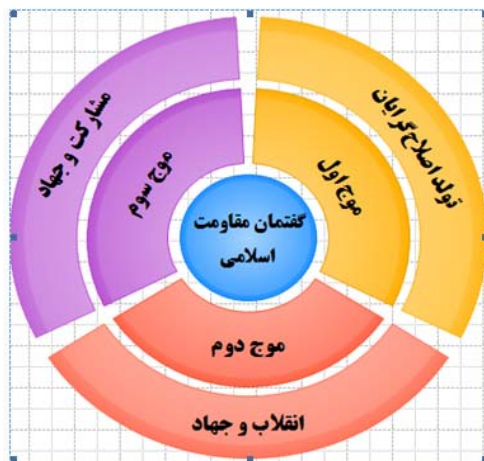 گفتمان مقاومت
اسلامی
موج اول
تولد اصلاح‌گرایان
موج دوم
انقلاب و جهاد
موج سوم
مشارکت و جهاد